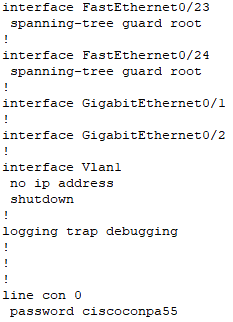 interface FastEthernet0/23
 spanning-tree guard root
!
interface FastEthernet0/24
 spanning-tree guard root
!
interface GigabitEthernet0/1
!
interface GigabitEthernet0/2
!
interface Vlan1
 no ip address
 shutdown
!
logging trap debugging
!
!
!
line con 0
 password ciscoconpa55